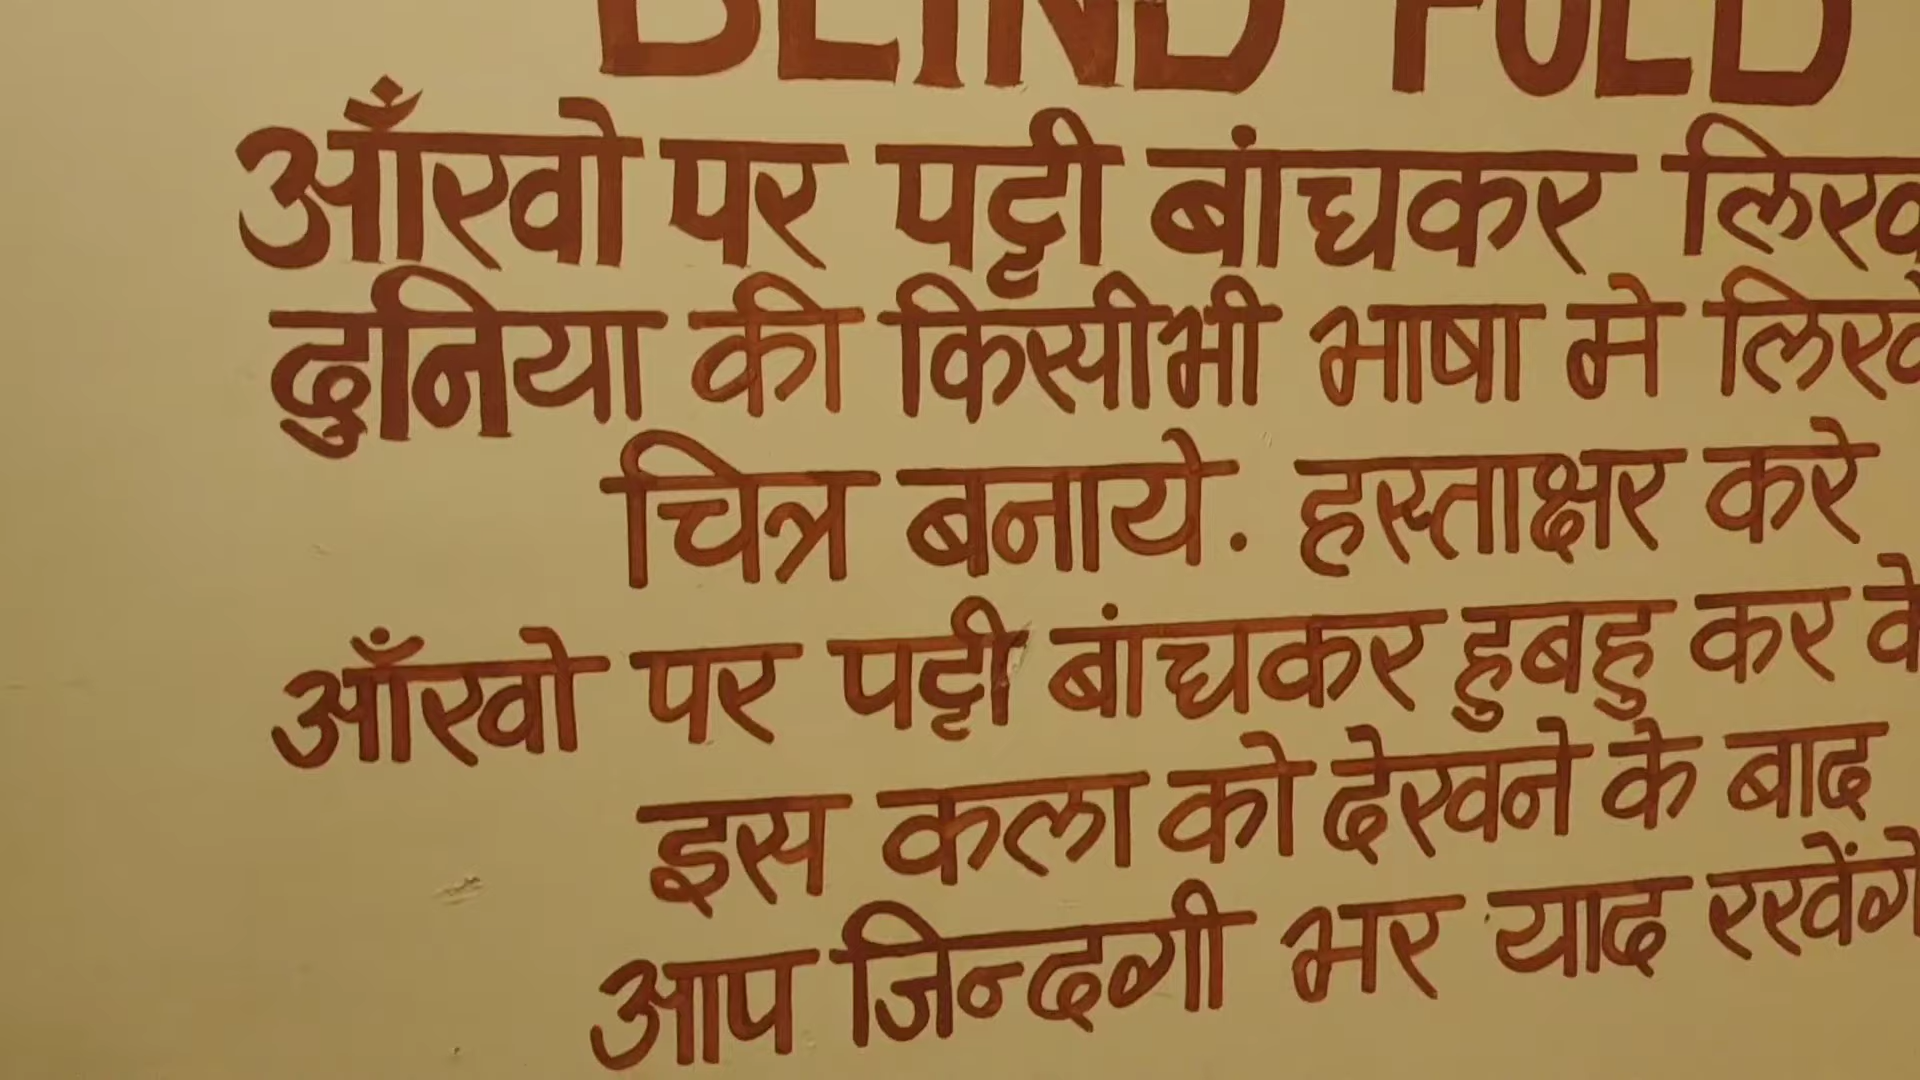 BLIND FOLD
आँखो पर पट्टी बांधकर
दुनिया की किसीभी भाषा मे
चित्र बनाये. हस्ताक्षर करे
आँखो पर पट्टी बांधकर हुबहु कर
इस कला को देखने के बाद
आप जिन्दगी भर याद रखेंगे